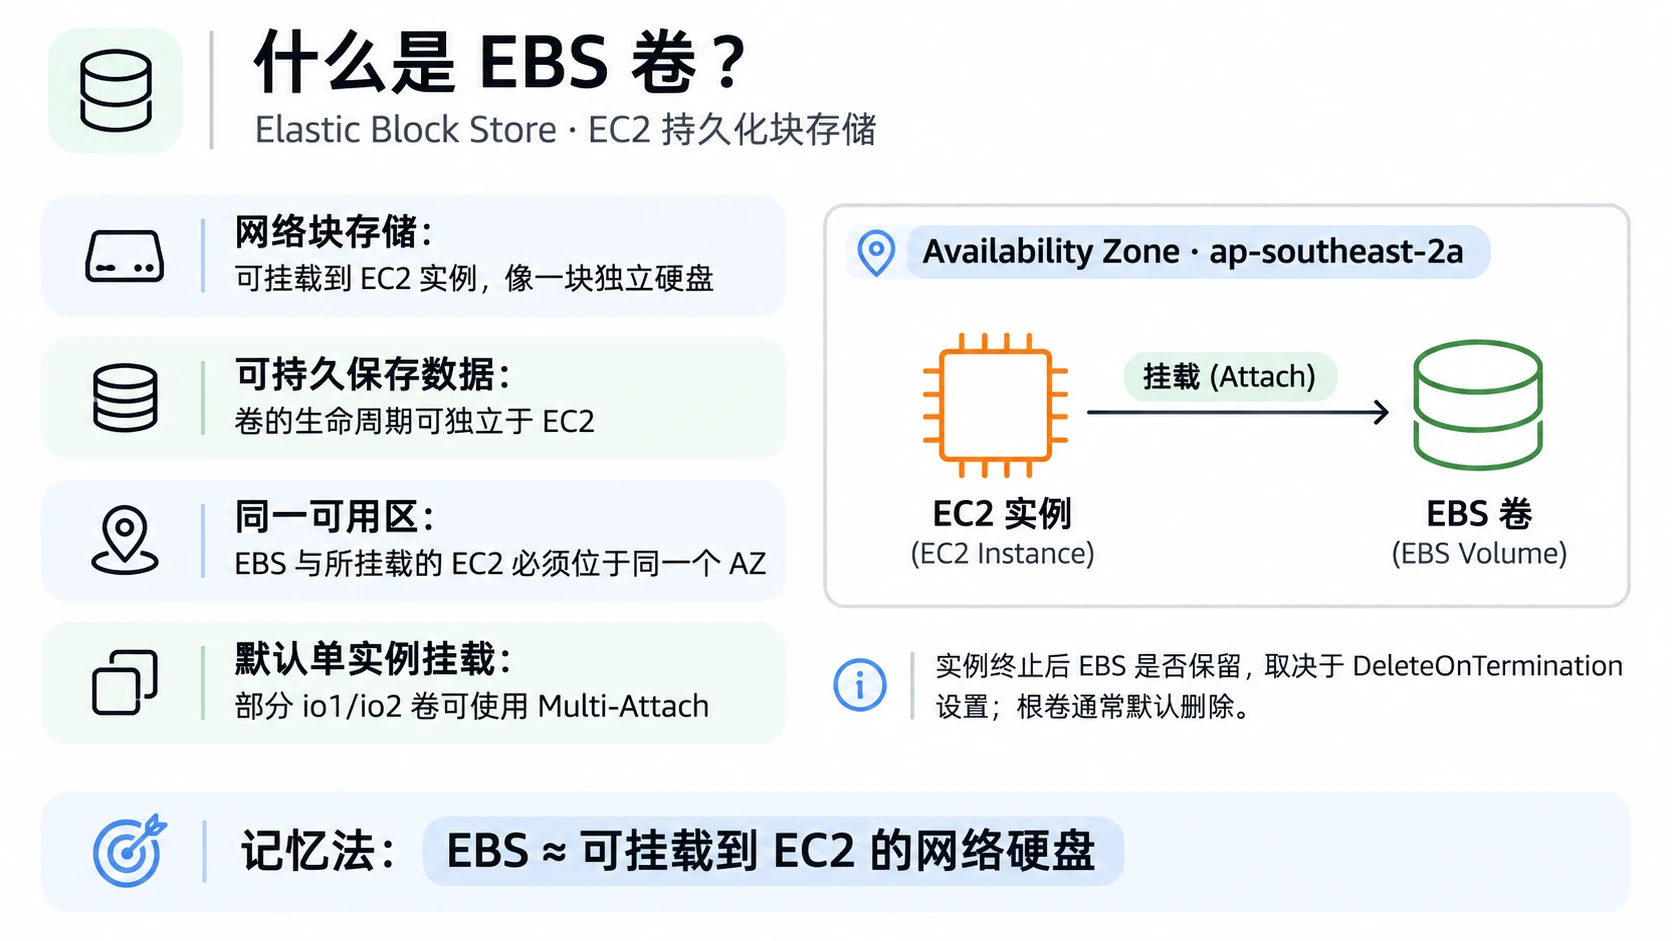 什么是 EBS 卷？
Elastic Block Store · EC2 持久化块存储
网络块存储：
可挂载到 EC2 实例，像一块独立硬盘
可持久保存数据：
卷的生命周期可独立于 EC2
同一可用区：
EBS 与所挂载的 EC2 必须位于同一个 AZ
默认单实例挂载：
部分 io1/io2 卷可使用 Multi-Attach
Availability Zone · ap-southeast-2a
挂载 (Attach)
EC2 实例
(EC2 Instance)
EBS 卷
(EBS Volume)
实例终止后 EBS 是否保留，取决于 DeleteOnTermination
设置；根卷通常默认删除。
记忆法：EBS ≈ 可挂载到 EC2 的网络硬盘